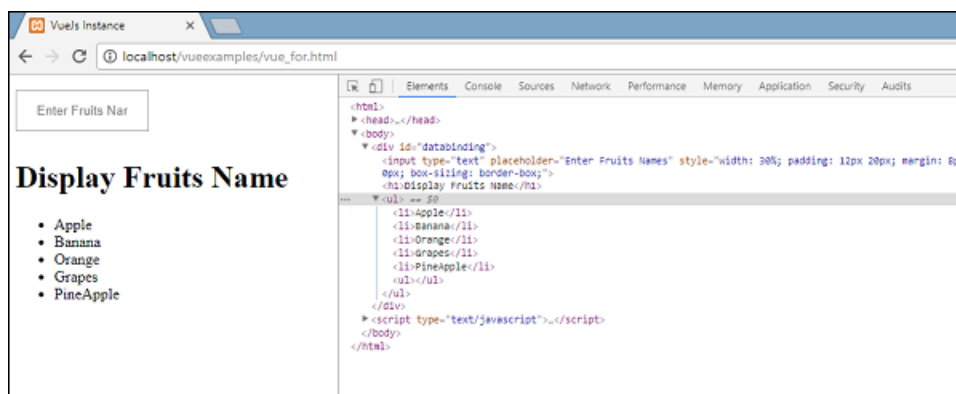 VueJs Instance
localhost/vueexamples/vue_for.html
Enter Fruits Nar
Display Fruits Name
Apple
Banana
Orange
Grapes
PineApple
Elements Console Sources Network Performance Memory Application Security Audits
<html>
<head>…</head>
<body>
<div id="databinding">
<input type="text" placeholder="Enter Fruits Names" style="width: 30%; padding: 12px 20px; margin: 8p
0px; box-sizing: border-box;">
<h1>Display Fruits Name</h1>
... <ul> == $0
<li>Apple</li>
<li>Banana</li>
<li>Orange</li>
<li>Grapes</li>
<li>PineApple</li>
<ul></ul>
</ul>
</div>
<script type="text/javascript">…</script>
</body>
</html>